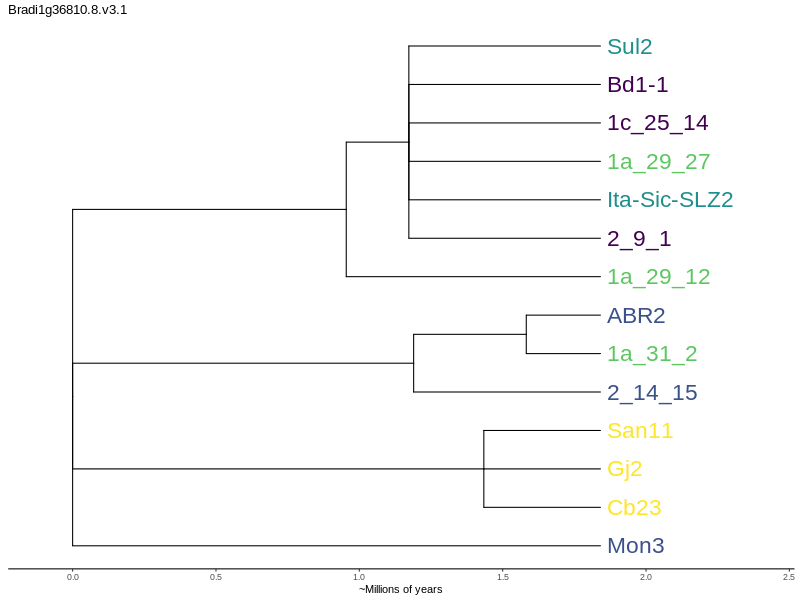 Bradi1g36810.8.v3.1
Sul2
Bd1-1
1c_25_14
1a_29_27
Ita-Sic-SLZ2
2_9_1
1a_29_12
ABR2
1a_31_2
2_14_15
San11
Gj2
Cb23
Mon3
0.0 0.5 1.0 1.5 2.0 2.5
~Millions of years